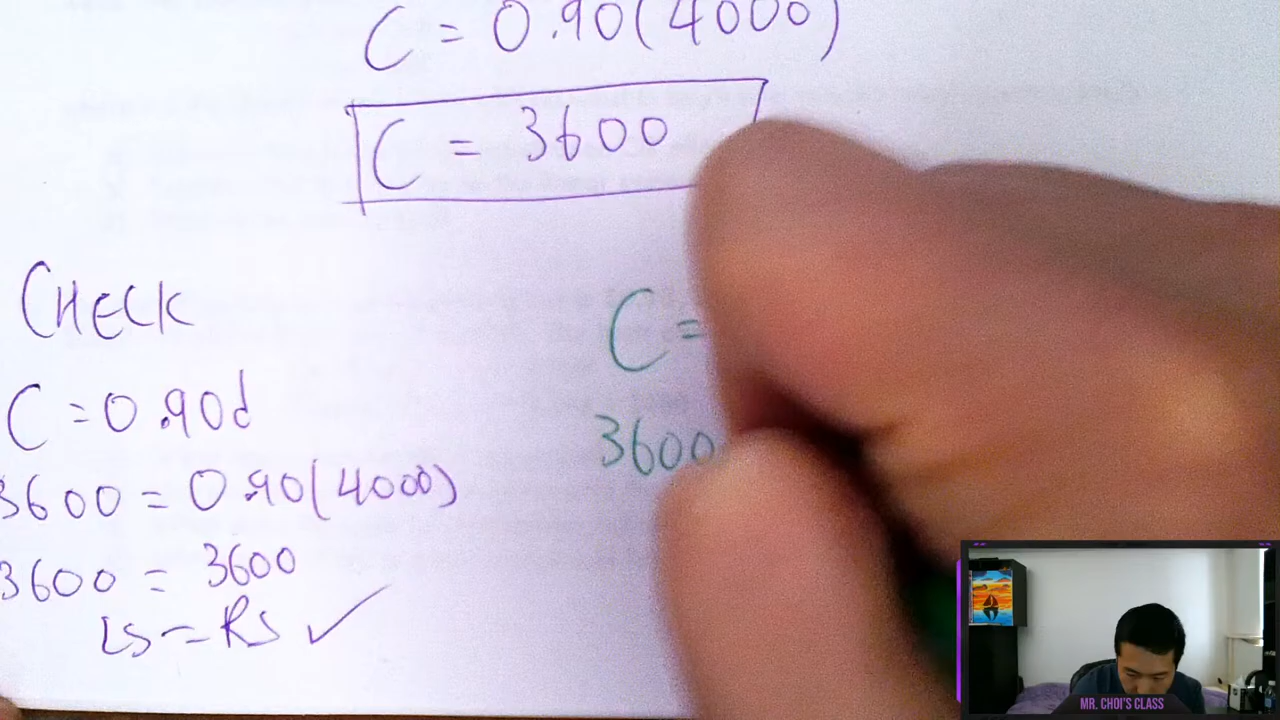 C = 0.90(4000)
C = 3600
CHECK
C = 0.90d
3600 = 0.90(4000)
3600 = 3600
LS = RS ✓
C =
3600
MR. CHOI'S CLASS